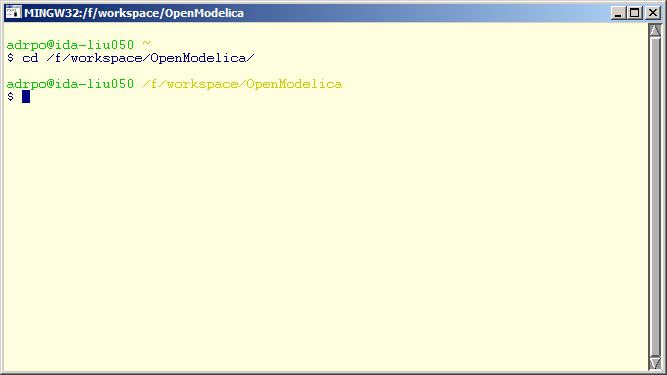 MINGW32:/f/workspace/OpenModelica
adrpo@ida-liu050 ~
$ cd /f/workspace/OpenModelica/
adrpo@ida-liu050 /f/workspace/OpenModelica
$